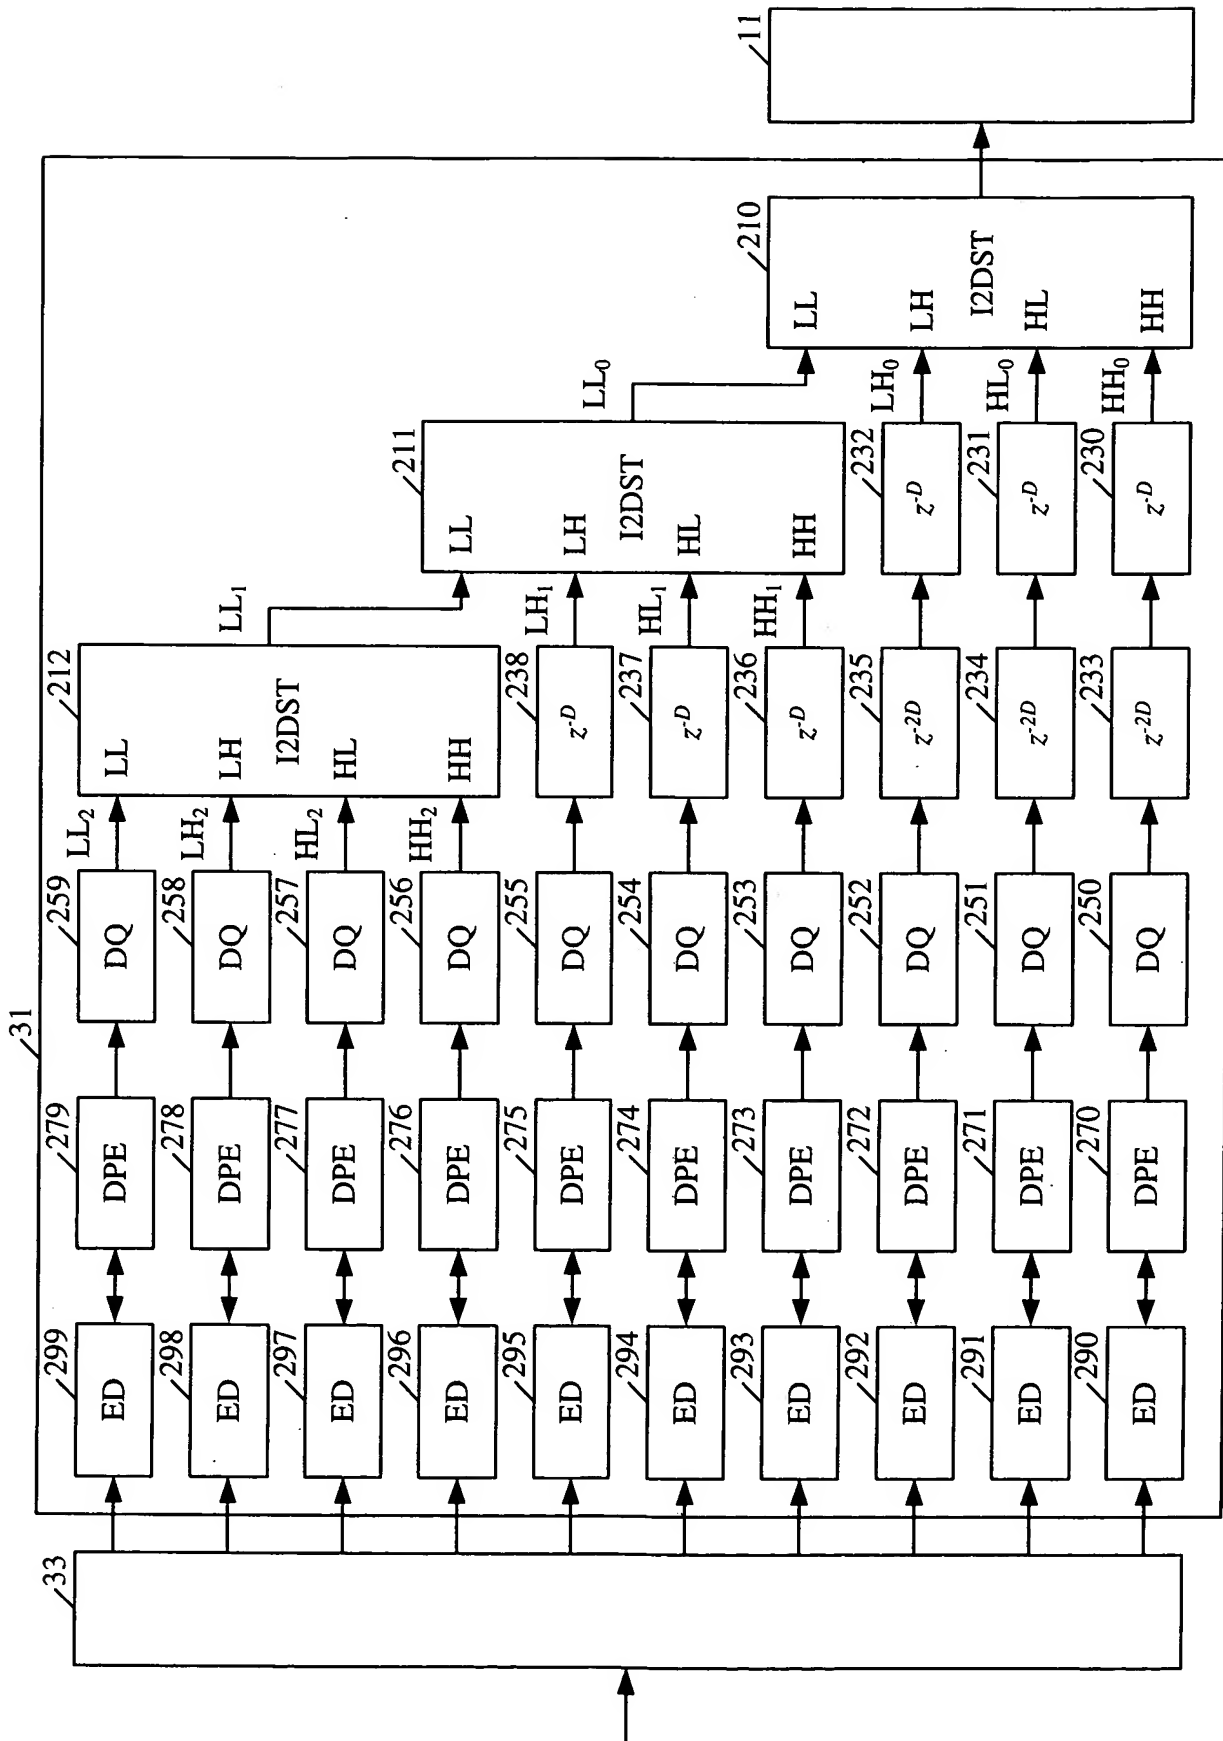 33
31
299
ED
279
DPE
259
DQ
LL₂
298
ED
278
DPE
258
DQ
LH₂
297
ED
277
DPE
257
DQ
HL₂
296
ED
276
DPE
256
DQ
HH₂
212
LL
LH
I2DST
HL
HH
LL₁
295
ED
275
DPE
255
DQ
238
z⁻ᴰ
LH₁
294
ED
274
DPE
254
DQ
237
z⁻ᴰ
HL₁
293
ED
273
DPE
253
DQ
236
z⁻ᴰ
HH₁
211
LL
LH
I2DST
HL
HH
LL₀
292
ED
272
DPE
252
DQ
235
z⁻²ᴰ
232
z⁻ᴰ
LH₀
291
ED
271
DPE
251
DQ
234
z⁻²ᴰ
231
z⁻ᴰ
HL₀
290
ED
270
DPE
250
DQ
233
z⁻²ᴰ
230
z⁻ᴰ
HH₀
210
LL
LH
I2DST
HL
HH
11